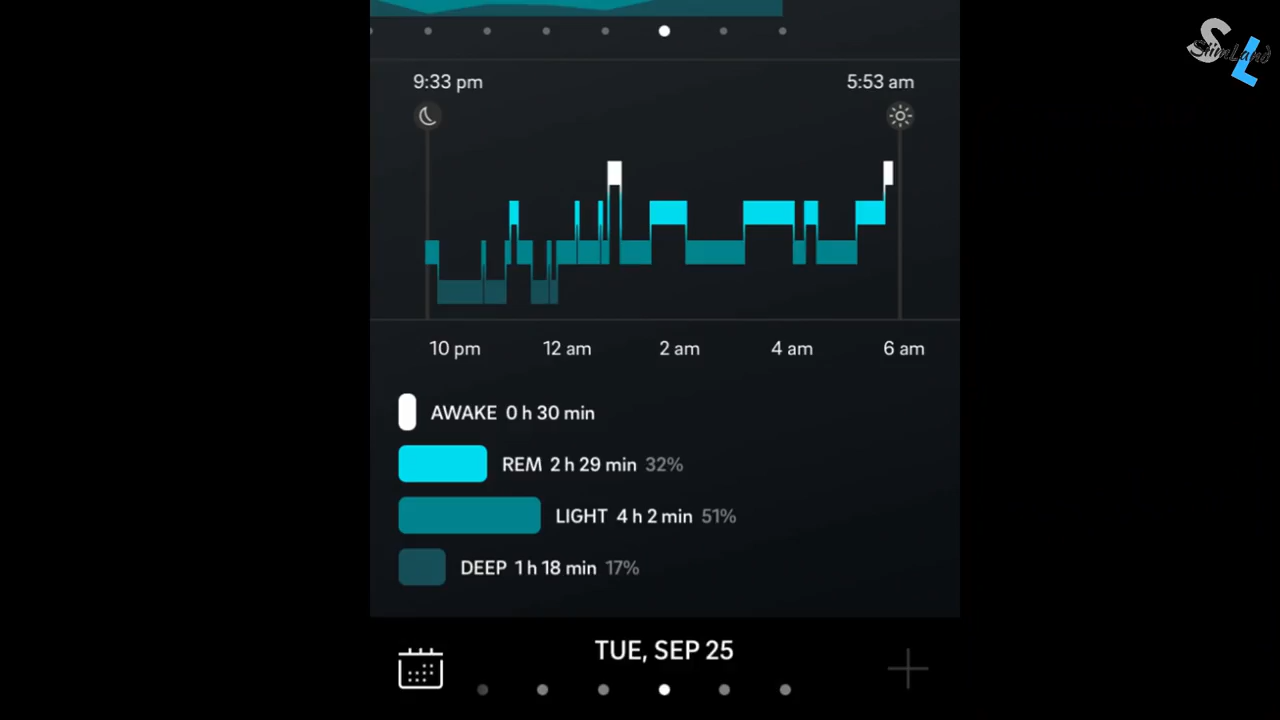 SL
SiimLand
9:33 pm 5:53 am
10 pm 12 am 2 am 4 am 6 am
AWAKE 0 h 30 min
REM 2 h 29 min 32%
LIGHT 4 h 2 min 51%
DEEP 1 h 18 min 17%
TUE, SEP 25